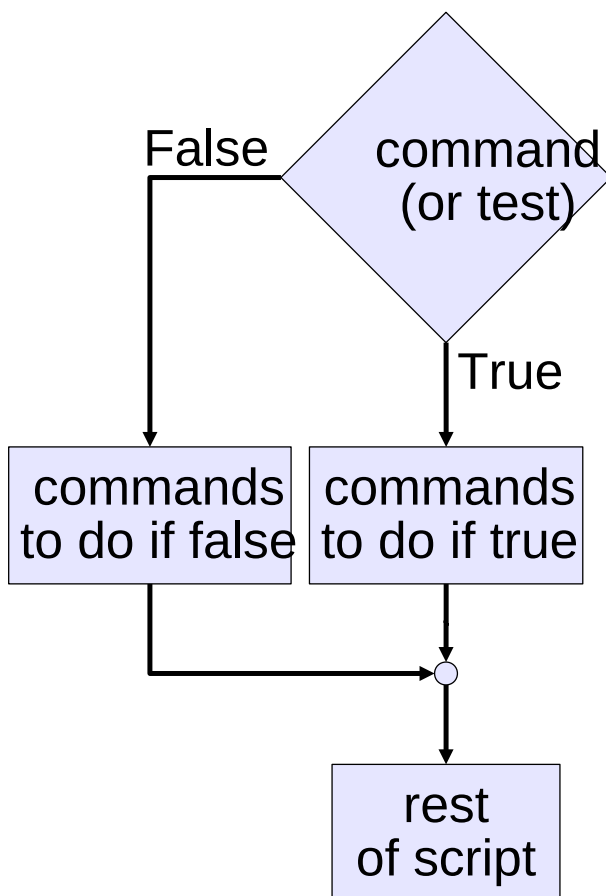 False
command
(or test)
True
commands
to do if false
commands
to do if true
rest
of script